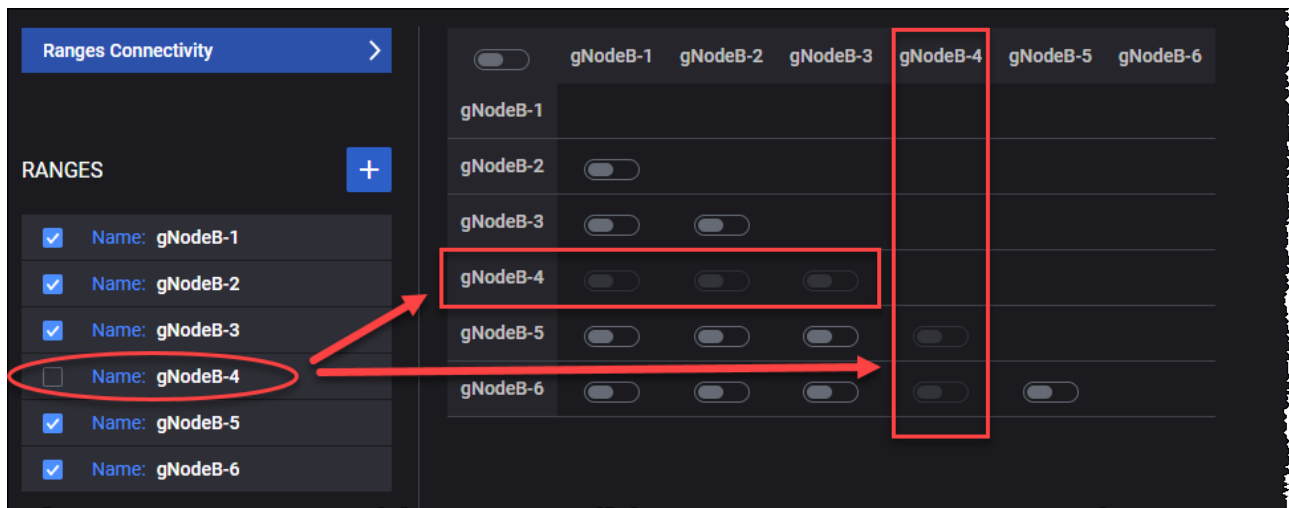 Ranges Connectivity
RANGES
+
Name: gNodeB-1
Name: gNodeB-2
Name: gNodeB-3
Name: gNodeB-4
Name: gNodeB-5
Name: gNodeB-6
gNodeB-1 gNodeB-2 gNodeB-3 gNodeB-4 gNodeB-5 gNodeB-6
gNodeB-1
gNodeB-2
gNodeB-3
gNodeB-4
gNodeB-5
gNodeB-6